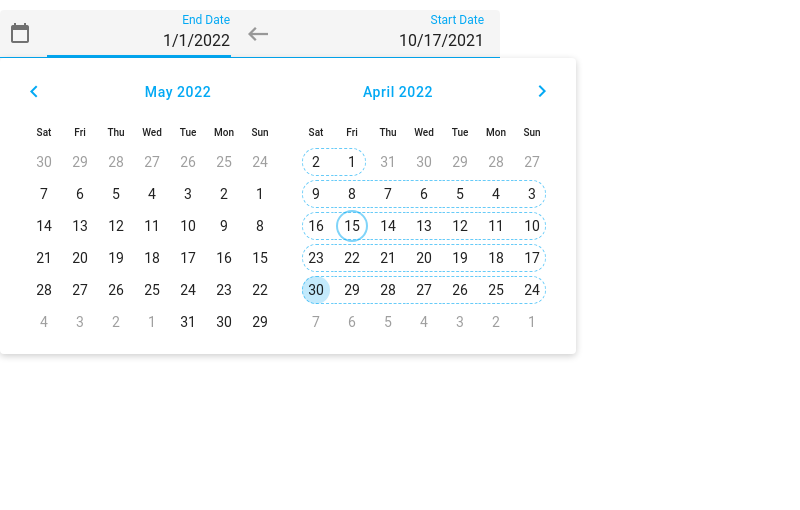 End Date
Start Date
1/1/2022
10/17/2021
May 2022
April 2022
Sat Fri Thu Wed Tue Mon Sun
Sat Fri Thu Wed Tue Mon Sun
30 29 28 27 26 25 24
2 1 31 30 29 28 27
7 6 5 4 3 2 1
9 8 7 6 5 4 3
14 13 12 11 10 9 8
16 15 14 13 12 11 10
21 20 19 18 17 16 15
23 22 21 20 19 18 17
28 27 26 25 24 23 22
30 29 28 27 26 25 24
4 3 2 1 31 30 29
7 6 5 4 3 2 1